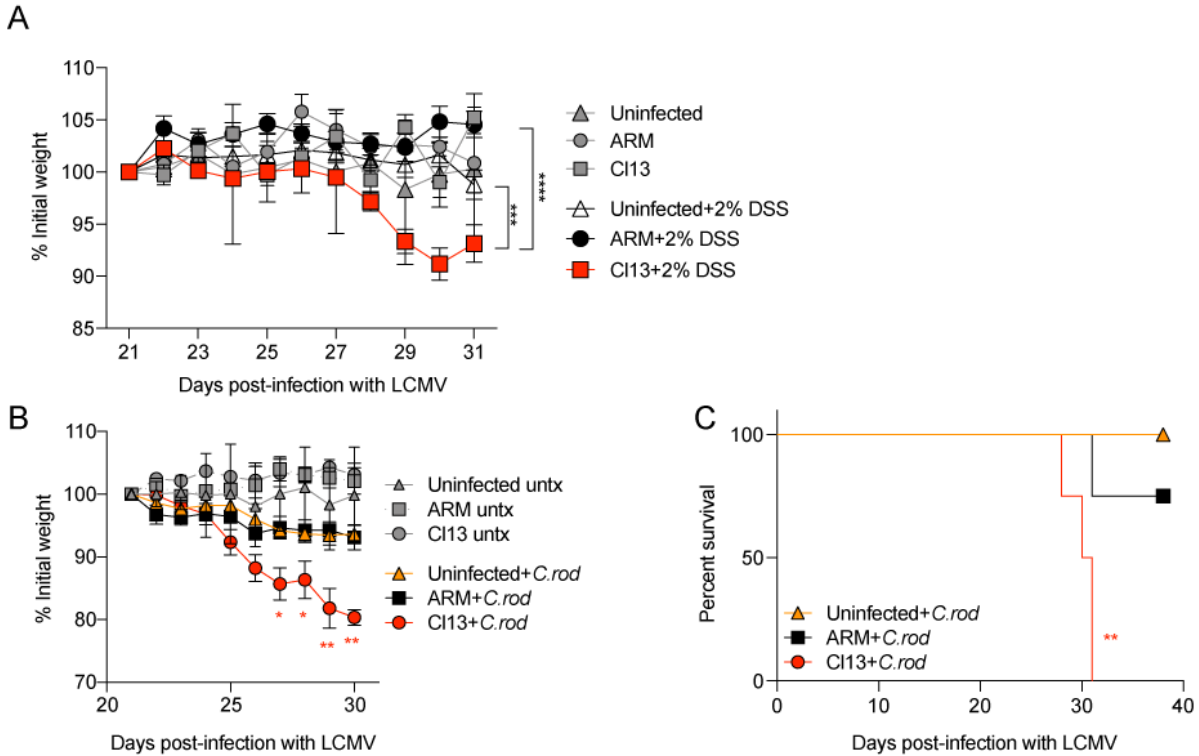 A
110
105
100
95
90
85
% Initial weight
21 23 25 27 29 31
Days post-infection with LCMV
***
****
Uninfected
ARM
Cl13
Uninfected+2% DSS
ARM+2% DSS
Cl13+2% DSS
B
110
100
90
80
70
% Initial weight
* * ** **
20 25 30
Days post-infection with LCMV
Uninfected untx
ARM untx
Cl13 untx
Uninfected+C.rod
ARM+C.rod
Cl13+C.rod
C
100
50
0
Percent survival
Uninfected+C.rod
ARM+C.rod
Cl13+C.rod
**
0 10 20 30 40
Days post-infection with LCMV